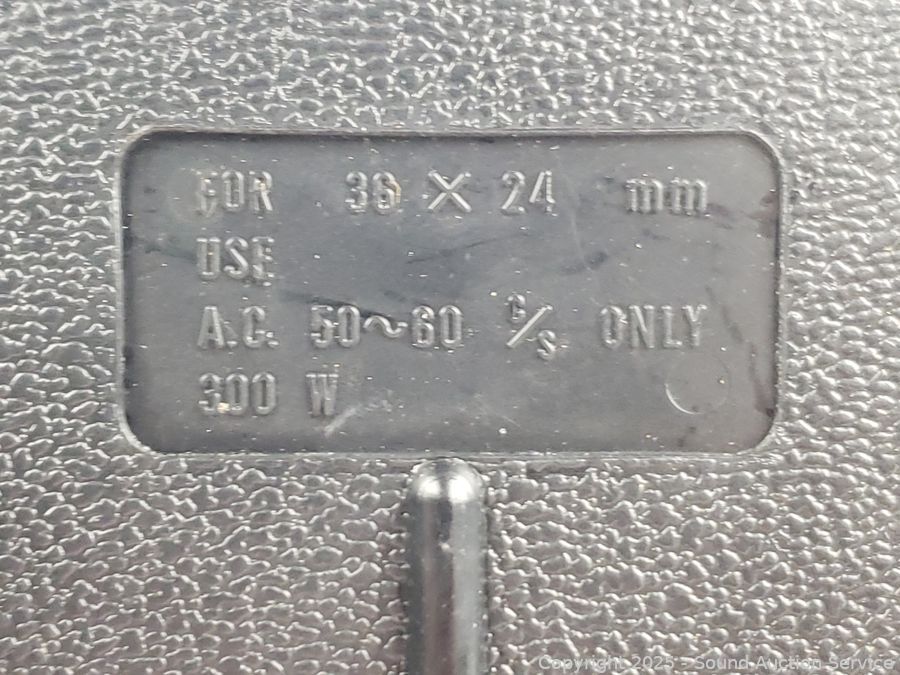 FOR 36 × 24 mm
USE
A.C. 50~60 C/S ONLY
300 W
Copyright 2025 - Sound Auction Service